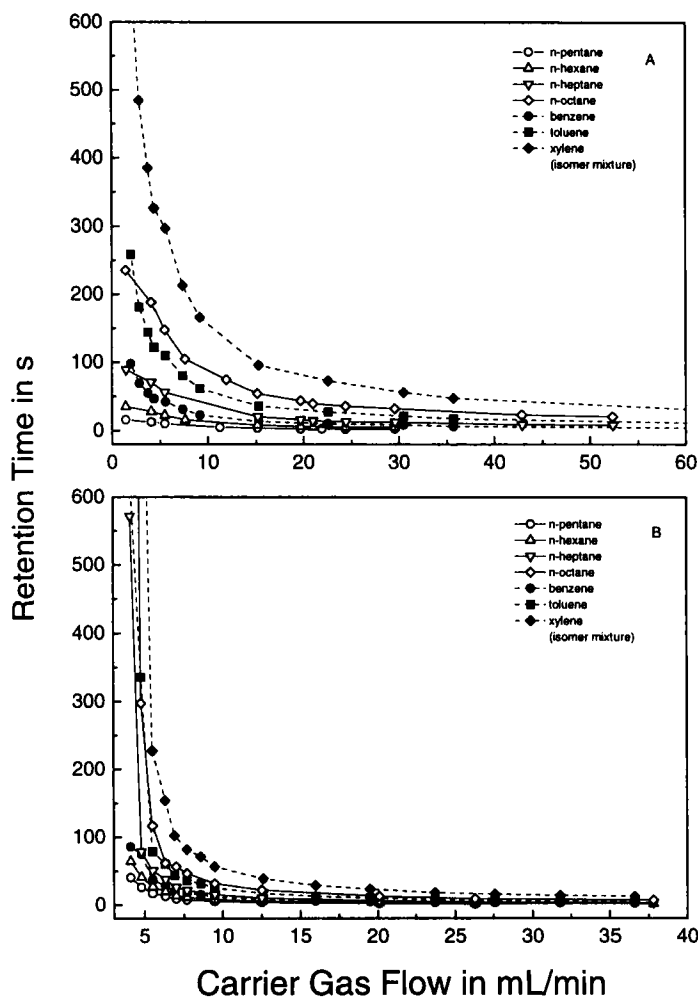 600
500
400
300
200
100
0
0 10 20 30 40 50 60
n-pentane
n-hexane
n-heptane
n-octane
benzene
toluene
xylene
(isomer mixture)
A
Retention Time in s
600
500
400
300
200
100
0
5 10 15 20 25 30 35 40
n-pentane
n-hexane
n-heptane
n-octane
benzene
toluene
xylene
(isomer mixture)
B
Carrier Gas Flow in mL/min